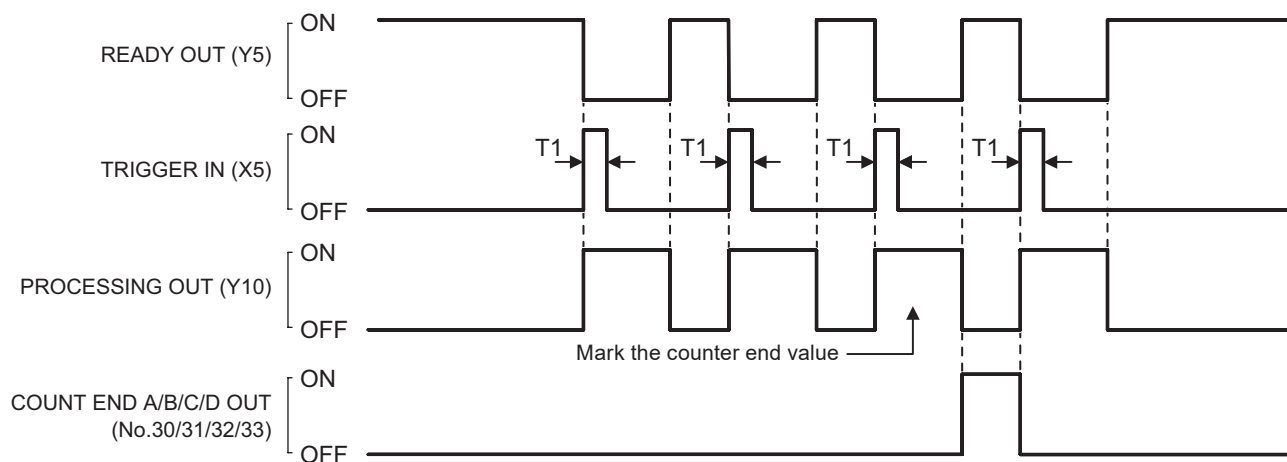 ON
READY OUT (Y5)
OFF
ON
T1 T1 T1 T1
TRIGGER IN (X5)
OFF
ON
PROCESSING OUT (Y10)
OFF
Mark the counter end value
ON
COUNT END A/B/C/D OUT
(No.30/31/32/33)
OFF